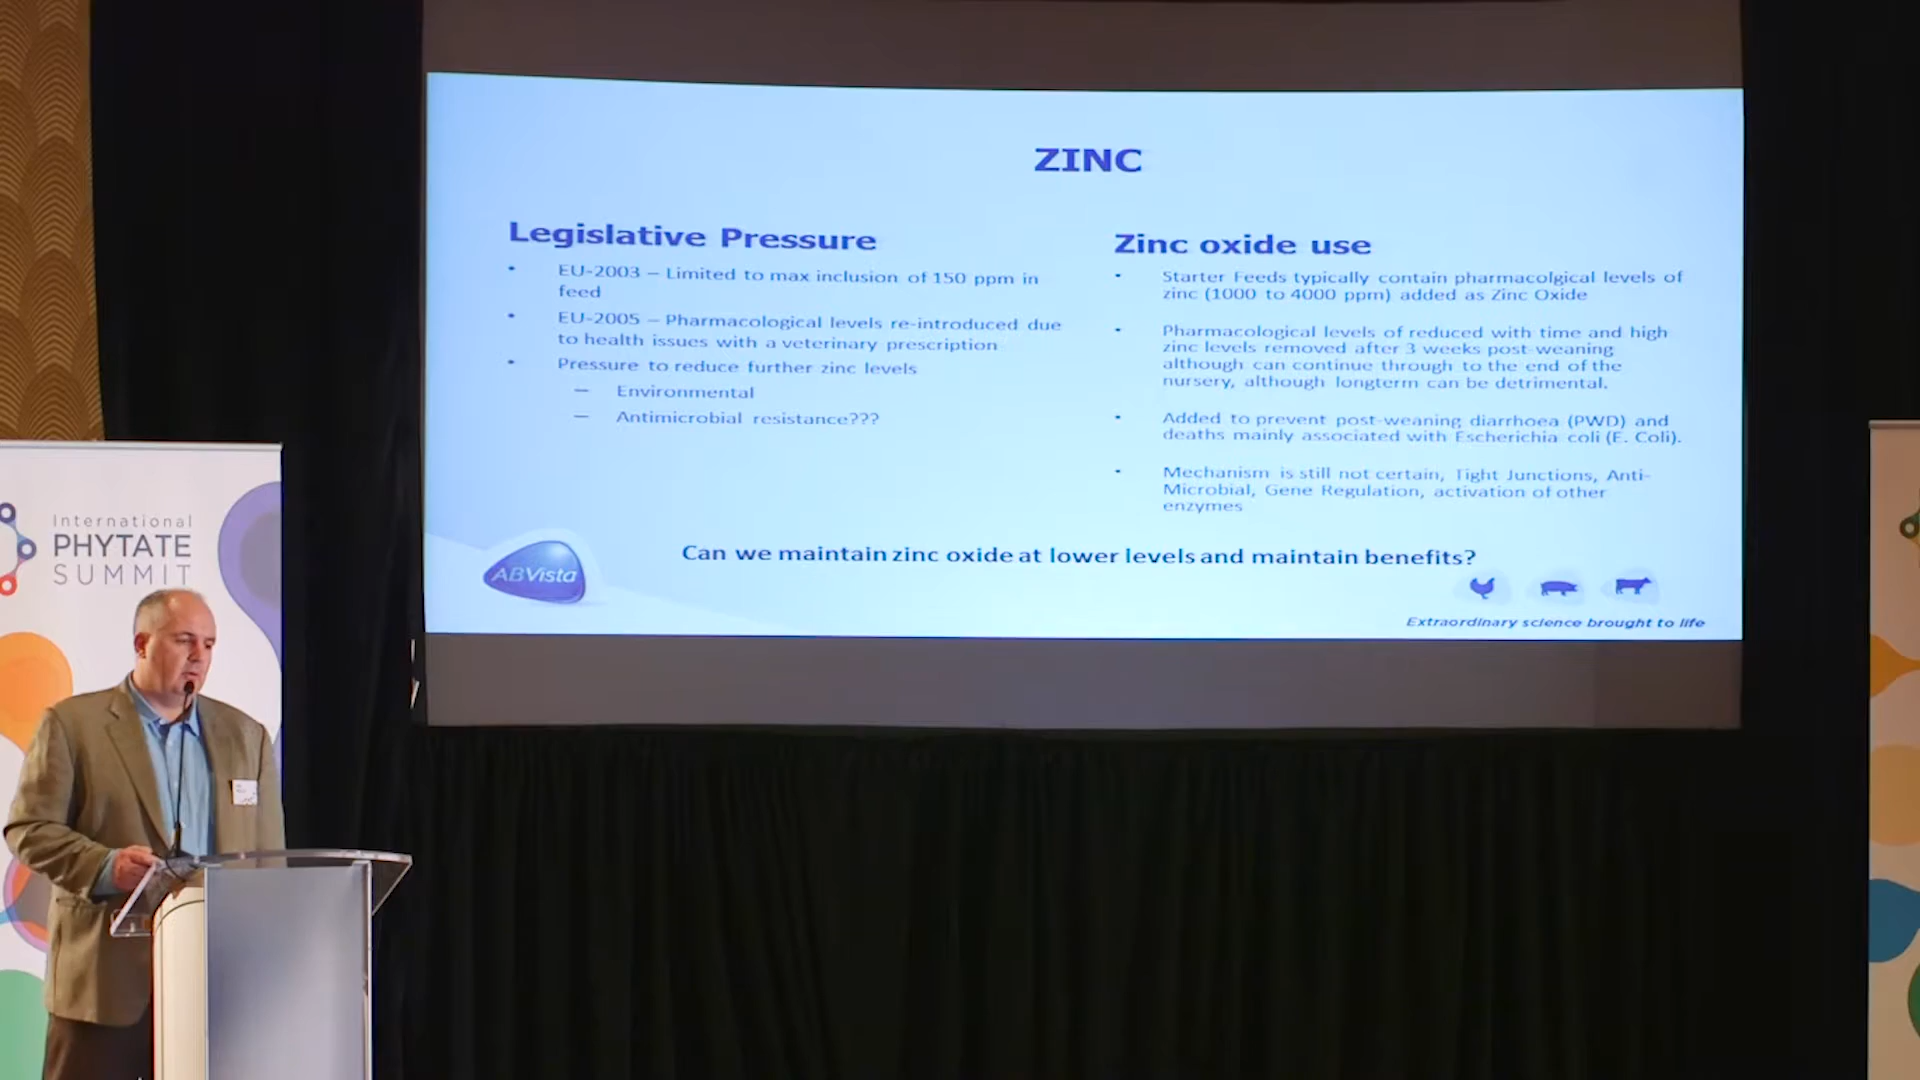 ZINC
Legislative Pressure
• EU-2003 – Limited to max inclusion of 150 ppm in
feed
• EU-2005 – Pharmacological levels re-introduced due
to health issues with a veterinary prescription
• Pressure to reduce further zinc levels
– Environmental
– Antimicrobial resistance???
Zinc oxide use
• Starter Feeds typically contain pharmacolgical levels of
zinc (1000 to 4000 ppm) added as Zinc Oxide
• Pharmacological levels of reduced with time and high
zinc levels removed after 3 weeks post-weaning
although can continue through to the end of the
nursery, although longterm can be detrimental.
• Added to prevent post-weaning diarrhoea (PWD) and
deaths mainly associated with Escherichia coli (E. Coli).
• Mechanism is still not certain, Tight Junctions, Anti-
Microbial, Gene Regulation, activation of other
enzymes
Can we maintain zinc oxide at lower levels and maintain benefits?
ABVista
Extraordinary science brought to life
International
PHYTATE
SUMMIT